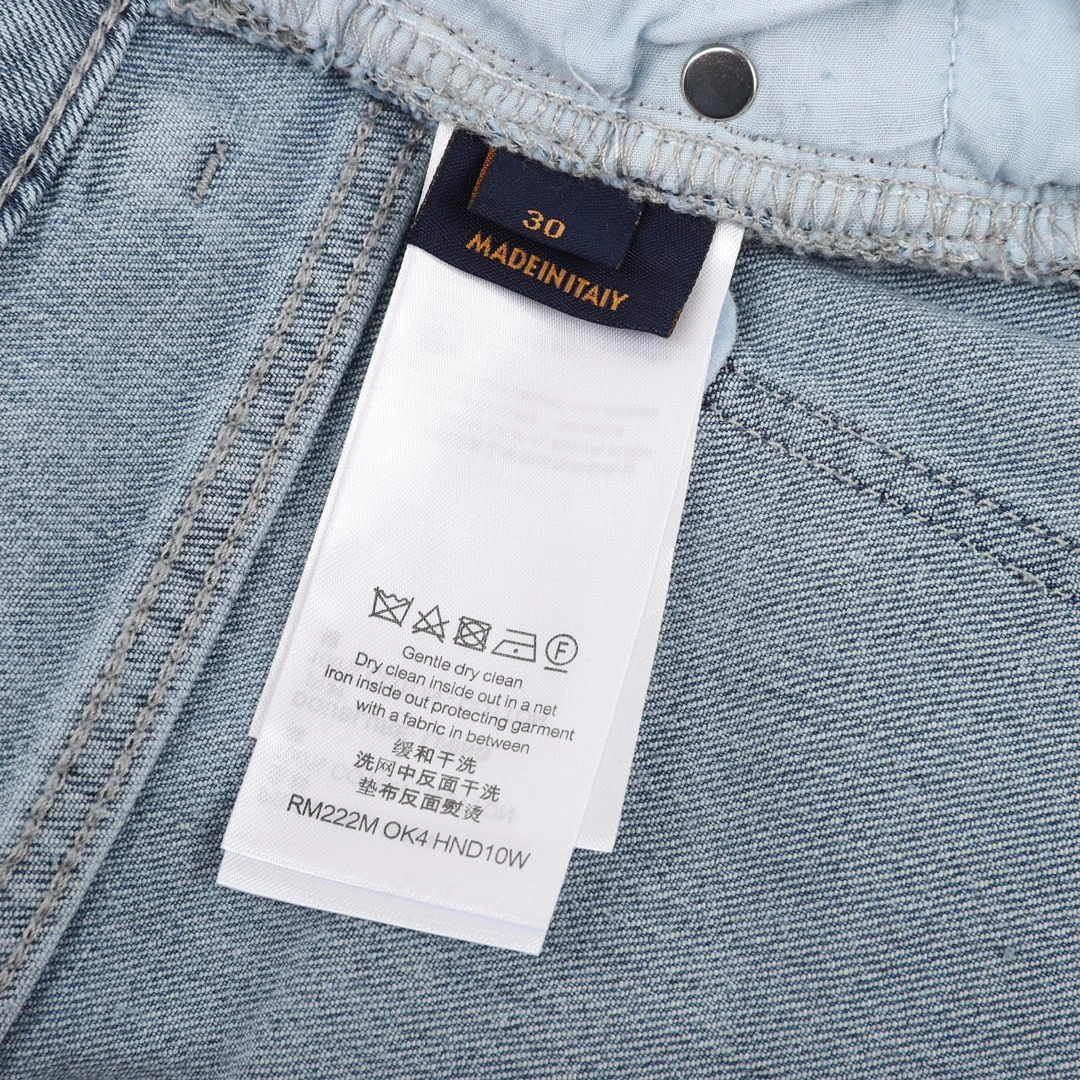 30
MADEINITAIY
F
Gentle dry clean
Dry clean inside out in a net
iron inside out protecting garment
with a fabric in between
缓和干洗
洗网中反面干洗
垫布反面熨烫
RM222M OK4 HND10W